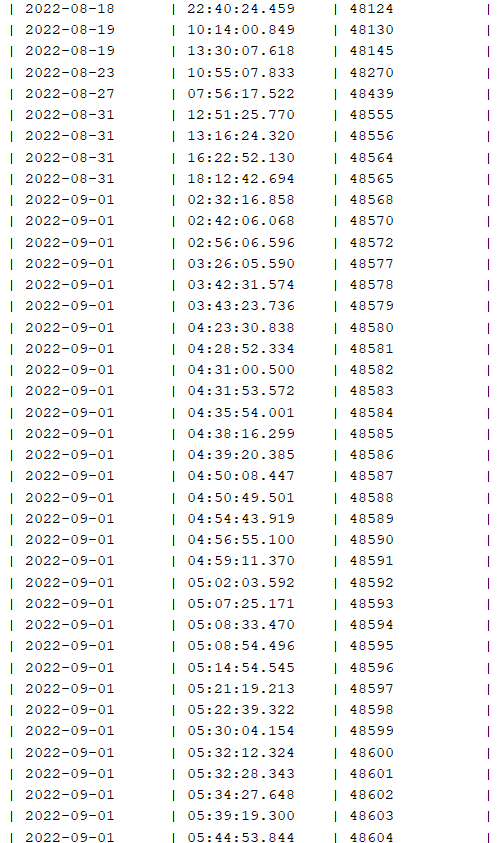 | 2022-08-18 | 22:40:24.459 | 48124 |
| 2022-08-19 | 10:14:00.849 | 48130 |
| 2022-08-19 | 13:30:07.618 | 48145 |
| 2022-08-23 | 10:55:07.833 | 48270 |
| 2022-08-27 | 07:56:17.522 | 48439 |
| 2022-08-31 | 12:51:25.770 | 48555 |
| 2022-08-31 | 13:16:24.320 | 48556 |
| 2022-08-31 | 16:22:52.130 | 48564 |
| 2022-08-31 | 18:12:42.694 | 48565 |
| 2022-09-01 | 02:32:16.858 | 48568 |
| 2022-09-01 | 02:42:06.068 | 48570 |
| 2022-09-01 | 02:56:06.596 | 48572 |
| 2022-09-01 | 03:26:05.590 | 48577 |
| 2022-09-01 | 03:42:31.574 | 48578 |
| 2022-09-01 | 03:43:23.736 | 48579 |
| 2022-09-01 | 04:23:30.838 | 48580 |
| 2022-09-01 | 04:28:52.334 | 48581 |
| 2022-09-01 | 04:31:00.500 | 48582 |
| 2022-09-01 | 04:31:53.572 | 48583 |
| 2022-09-01 | 04:35:54.001 | 48584 |
| 2022-09-01 | 04:38:16.299 | 48585 |
| 2022-09-01 | 04:39:20.385 | 48586 |
| 2022-09-01 | 04:50:08.447 | 48587 |
| 2022-09-01 | 04:50:49.501 | 48588 |
| 2022-09-01 | 04:54:43.919 | 48589 |
| 2022-09-01 | 04:56:55.100 | 48590 |
| 2022-09-01 | 04:59:11.370 | 48591 |
| 2022-09-01 | 05:02:03.592 | 48592 |
| 2022-09-01 | 05:07:25.171 | 48593 |
| 2022-09-01 | 05:08:33.470 | 48594 |
| 2022-09-01 | 05:08:54.496 | 48595 |
| 2022-09-01 | 05:14:54.545 | 48596 |
| 2022-09-01 | 05:21:19.213 | 48597 |
| 2022-09-01 | 05:22:39.322 | 48598 |
| 2022-09-01 | 05:30:04.154 | 48599 |
| 2022-09-01 | 05:32:12.324 | 48600 |
| 2022-09-01 | 05:32:28.343 | 48601 |
| 2022-09-01 | 05:34:27.648 | 48602 |
| 2022-09-01 | 05:39:19.300 | 48603 |
| 2022-09-01 | 05:44:53.844 | 48604 |